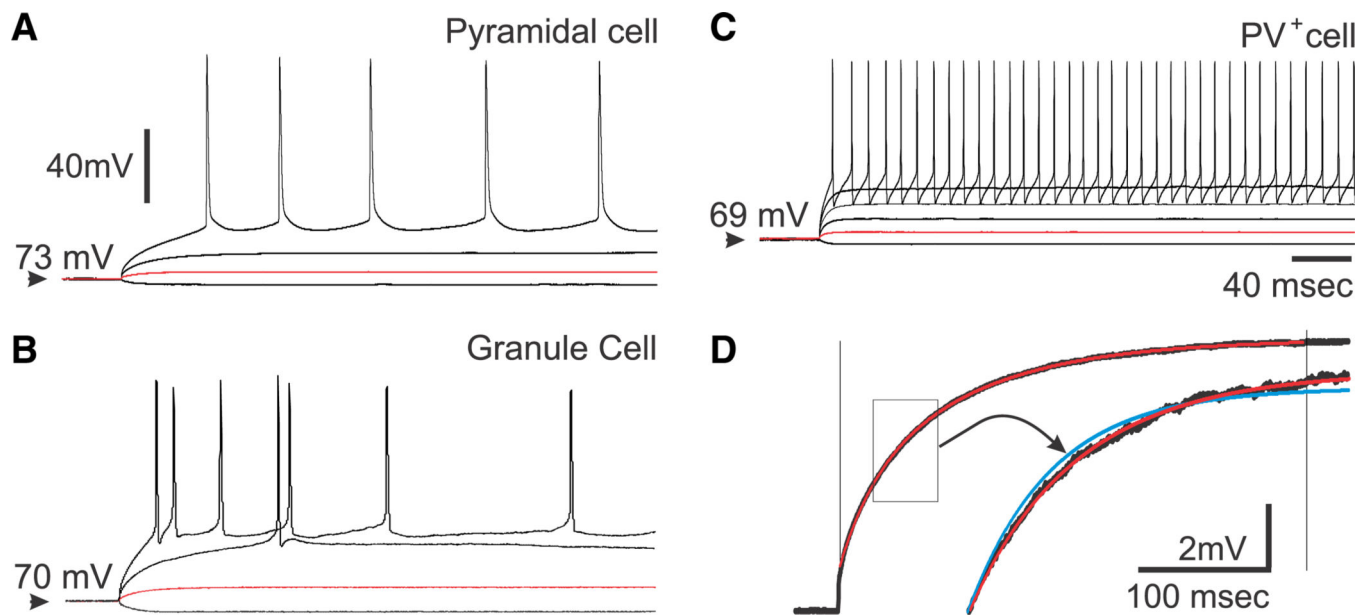 A
Pyramidal cell
40mV
73 mV
B
Granule Cell
70 mV
C
PV+ cell
69 mV
40 msec
D
2mV
100 msec